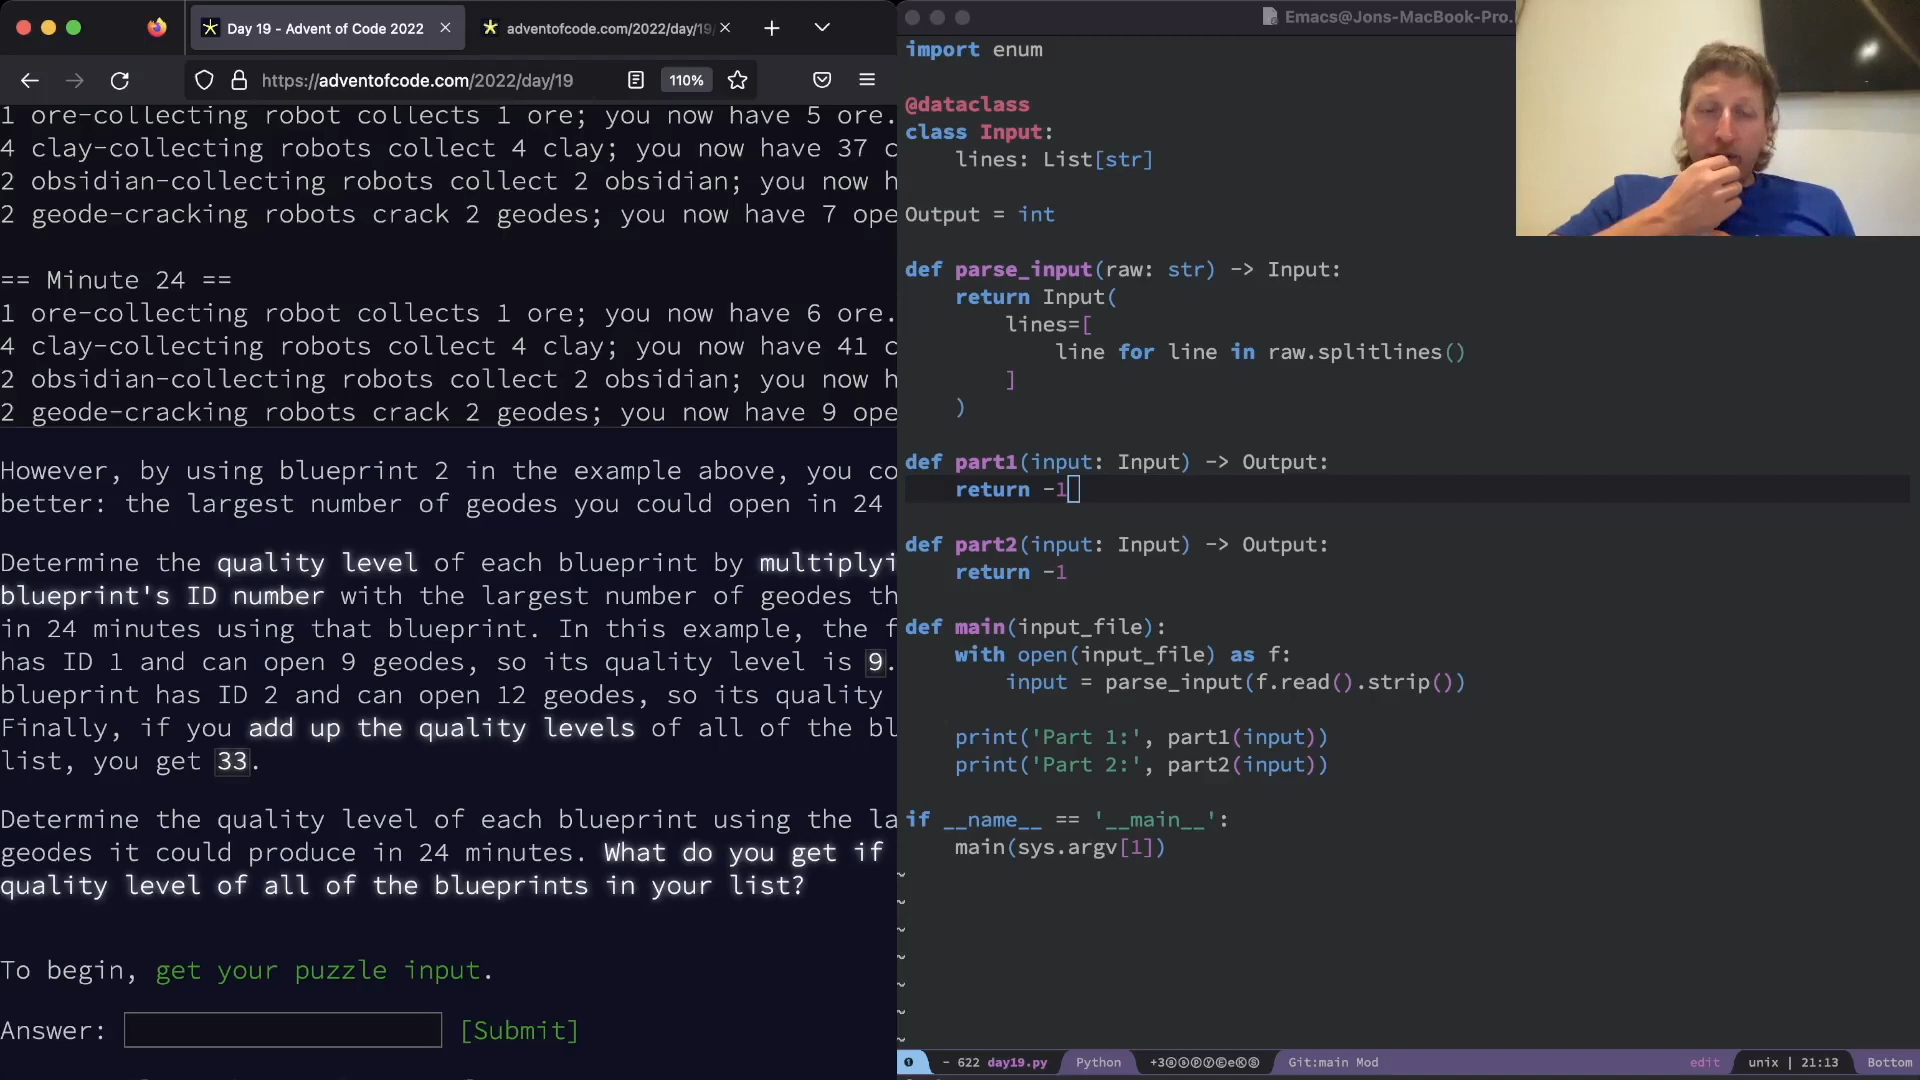 Day 19 - Advent of Code 2022
adventofcode.com/2022/day/19
https://adventofcode.com/2022/day/19
110%
1 ore-collecting robot collects 1 ore; you now have 5 ore.
4 clay-collecting robots collect 4 clay; you now have 37 c
2 obsidian-collecting robots collect 2 obsidian; you now h
2 geode-cracking robots crack 2 geodes; you now have 7 ope
== Minute 24 ==
1 ore-collecting robot collects 1 ore; you now have 6 ore.
4 clay-collecting robots collect 4 clay; you now have 41 c
2 obsidian-collecting robots collect 2 obsidian; you now h
2 geode-cracking robots crack 2 geodes; you now have 9 ope
However, by using blueprint 2 in the example above, you co
better: the largest number of geodes you could open in 24
Determine the quality level of each blueprint by multiplyi
blueprint's ID number with the largest number of geodes th
in 24 minutes using that blueprint. In this example, the f
has ID 1 and can open 9 geodes, so its quality level is 9.
blueprint has ID 2 and can open 12 geodes, so its quality
Finally, if you add up the quality levels of all of the bl
list, you get 33.
Determine the quality level of each blueprint using the la
geodes it could produce in 24 minutes. What do you get if
quality level of all of the blueprints in your list?
To begin, get your puzzle input.
Answer: [Submit]
Emacs@Jons-MacBook-Pro.
import enum
@dataclass
class Input:
    lines: List[str]
Output = int
def parse_input(raw: str) -> Input:
    return Input(
        lines=[
            line for line in raw.splitlines()
        ]
    )
def part1(input: Input) -> Output:
    return -1
def part2(input: Input) -> Output:
    return -1
def main(input_file):
    with open(input_file) as f:
        input = parse_input(f.read().strip())
    print('Part 1:', part1(input))
    print('Part 2:', part2(input))
if __name__ == '__main__':
    main(sys.argv[1])
- 622 day19.py Python Git:main Mod edit unix | 21:13 Bottom